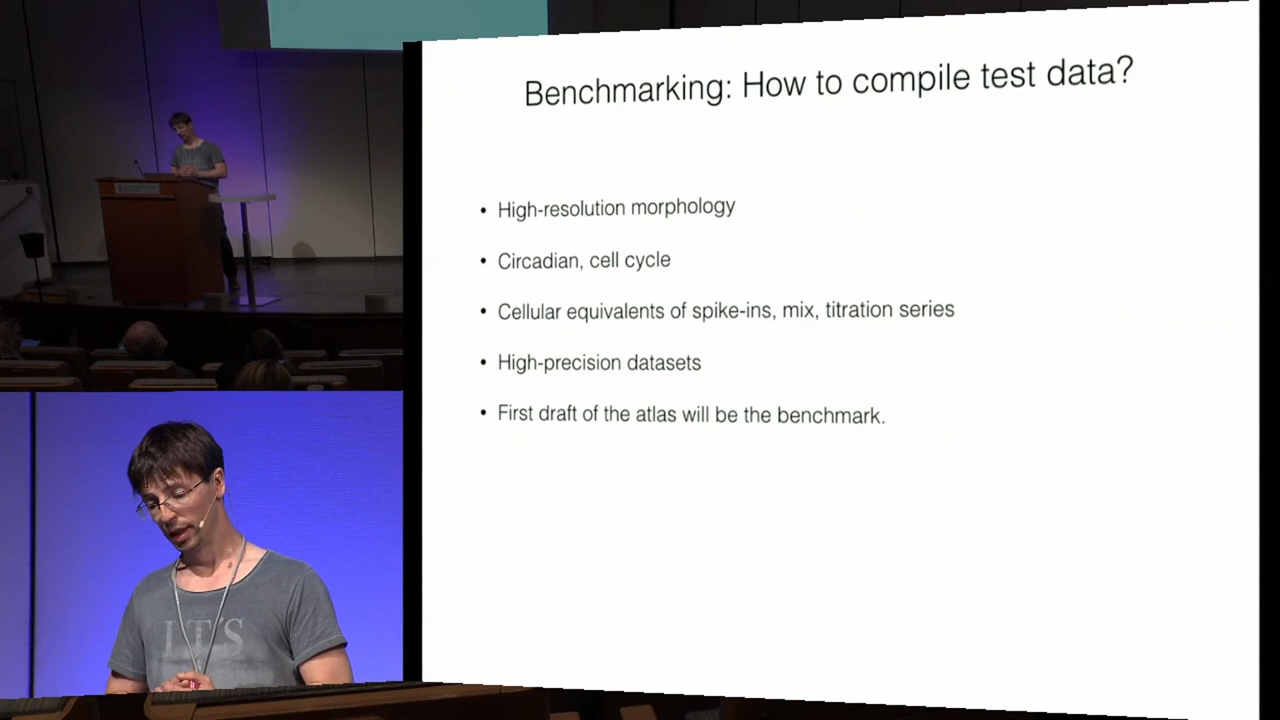 Benchmarking: How to compile test data?
• High-resolution morphology
• Circadian, cell cycle
• Cellular equivalents of spike-ins, mix, titration series
• High-precision datasets
• First draft of the atlas will be the benchmark.